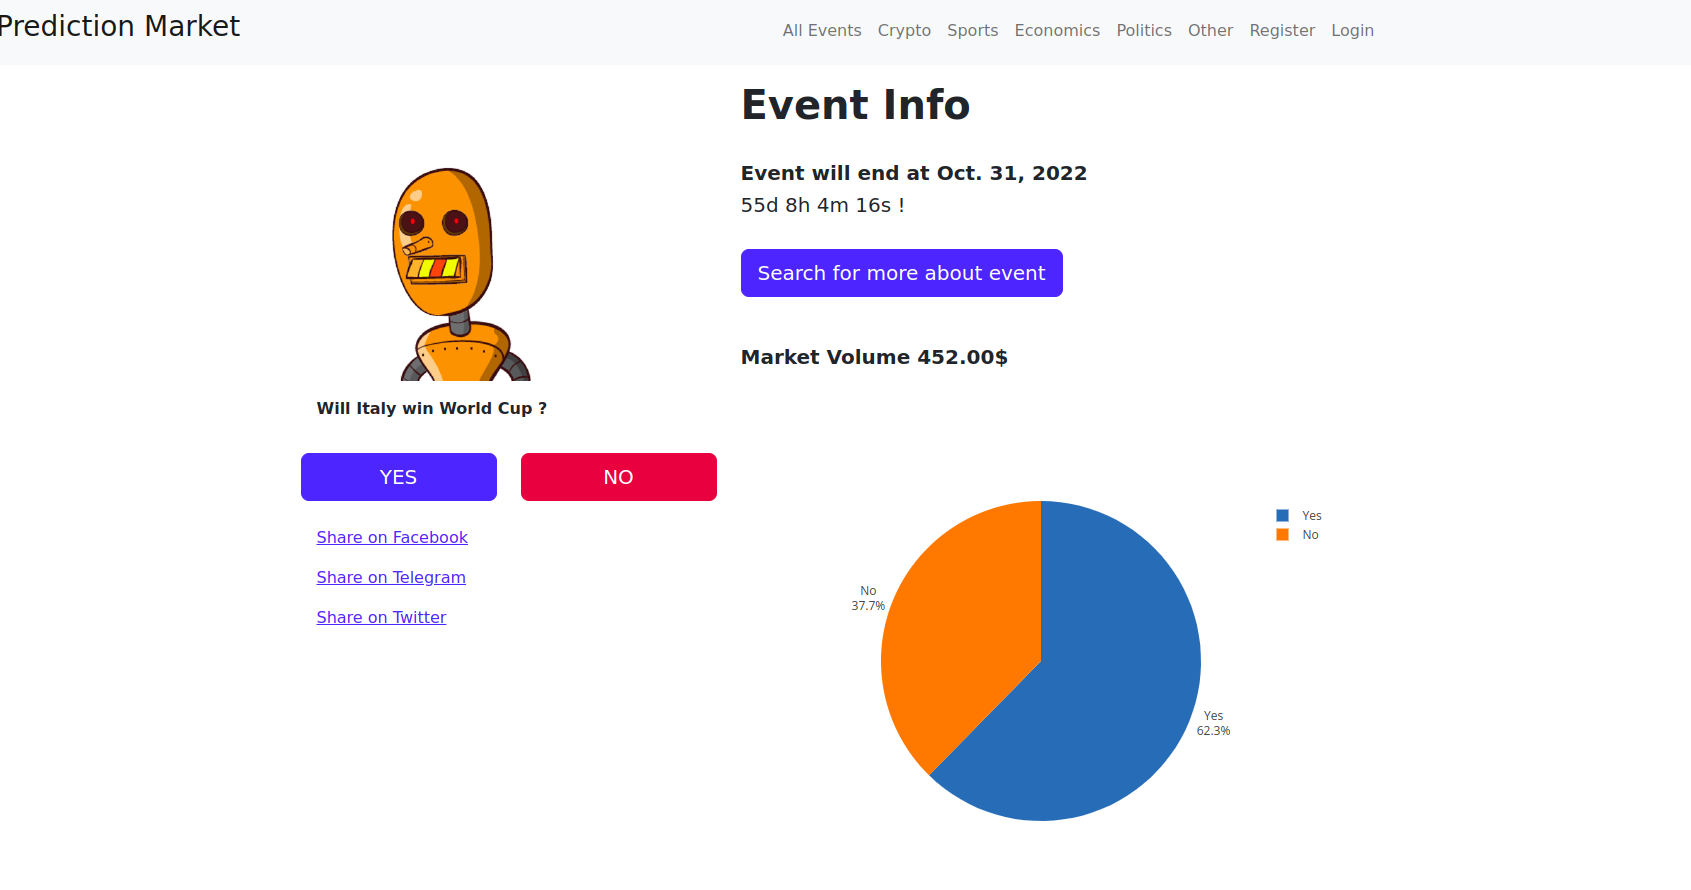 Prediction Market
All Events Crypto Sports Economics Politics Other Register Login
Event Info
Event will end at Oct. 31, 2022
55d 8h 4m 16s !
Search for more about event
Market Volume 452.00$
Will Italy win World Cup ?
YES NO
Share on Facebook
Share on Telegram
Share on Twitter
Yes
No
No
37.7%
Yes
62.3%